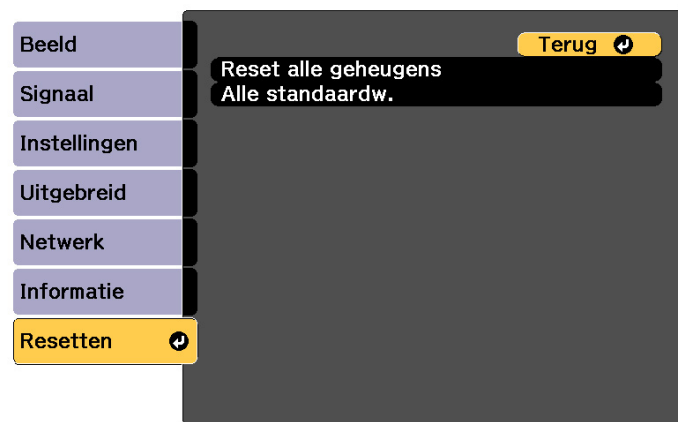 Beeld
Signaal
Instellingen
Uitgebreid
Netwerk
Informatie
Resetten
Terug
Reset alle geheugens
Alle standaardw.